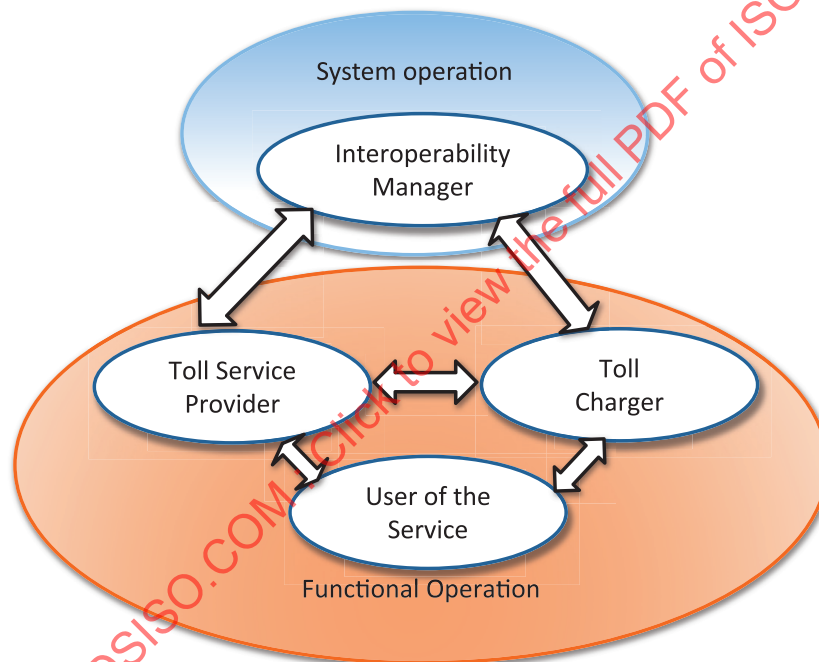 System operation
Interoperability
Manager
Toll Service
Provider
Toll
Charger
User of the
Service
Functional Operation
OSISO.COM : Click to view the full PDF of ISO